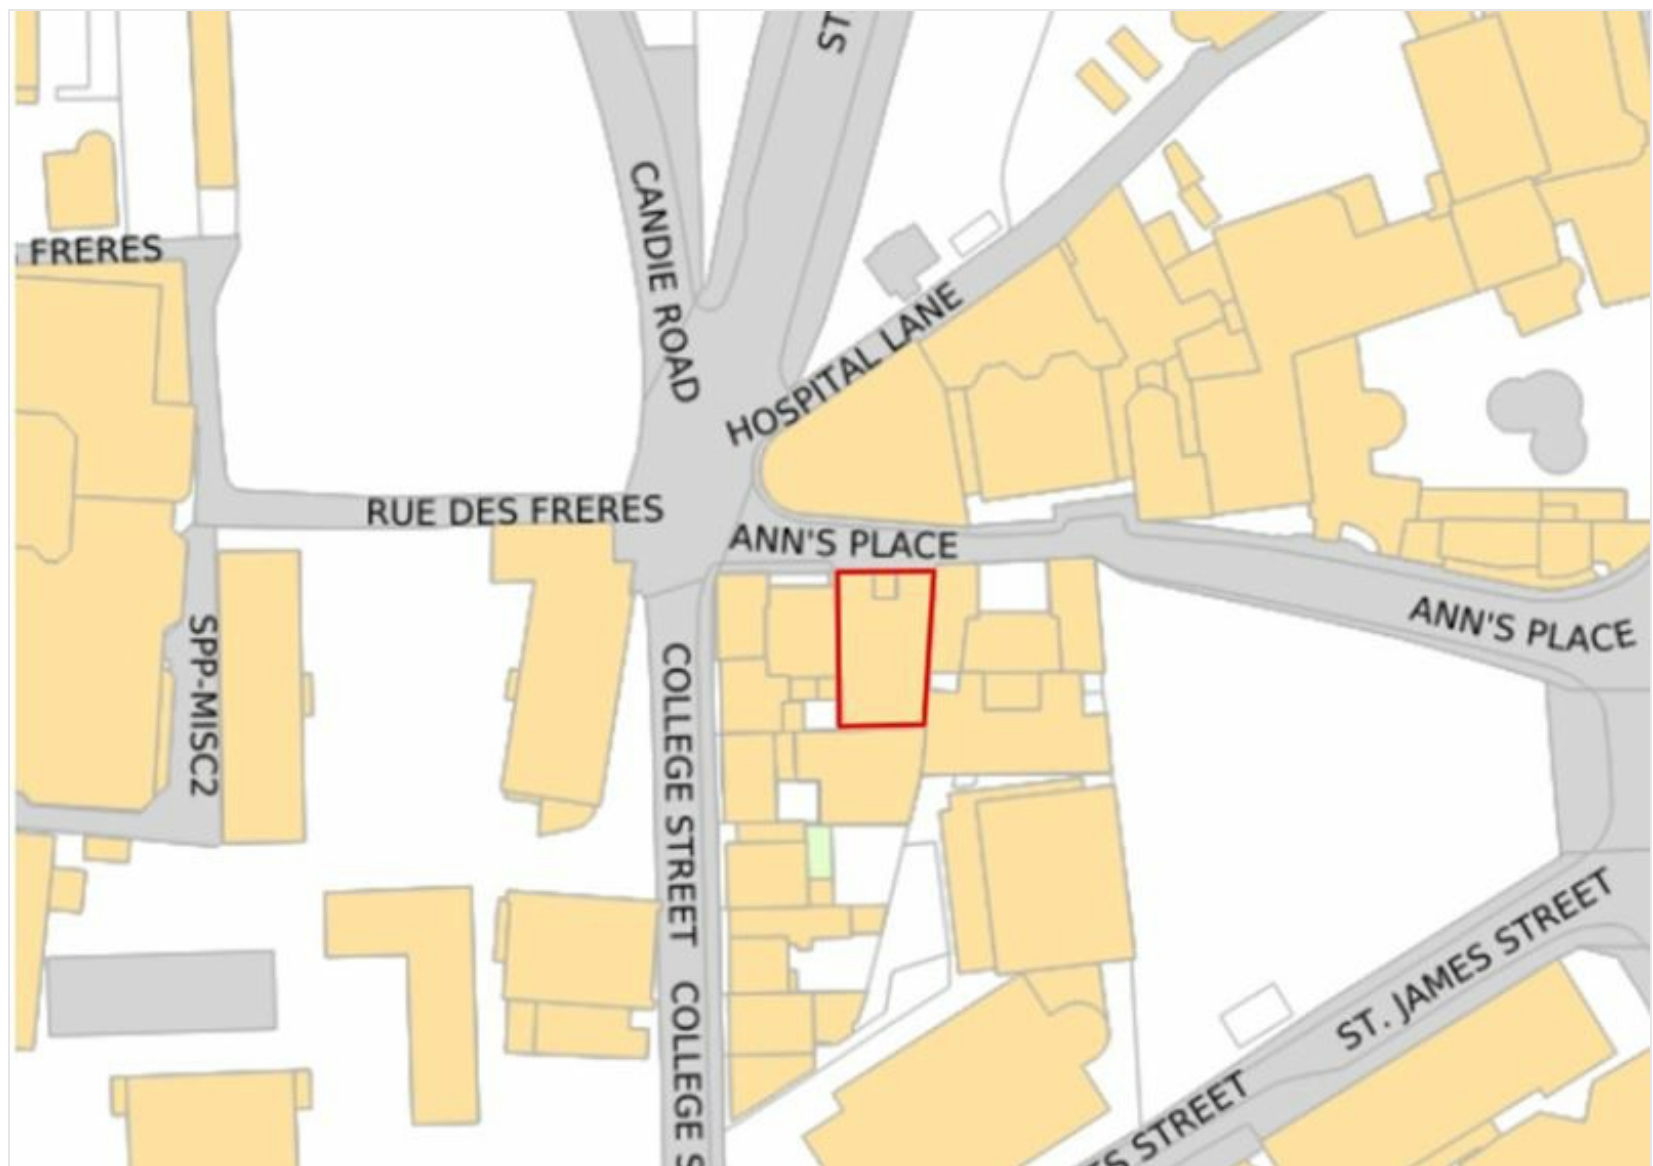 STS
FRERES
CANDIE ROAD
HOSPITAL LANE
RUE DES FRERES
ANN'S PLACE
ANN'S PLACE
SPP-MISC2
COLLEGE STREET
COLLEGE S
ST. JAMES STREET
STREET